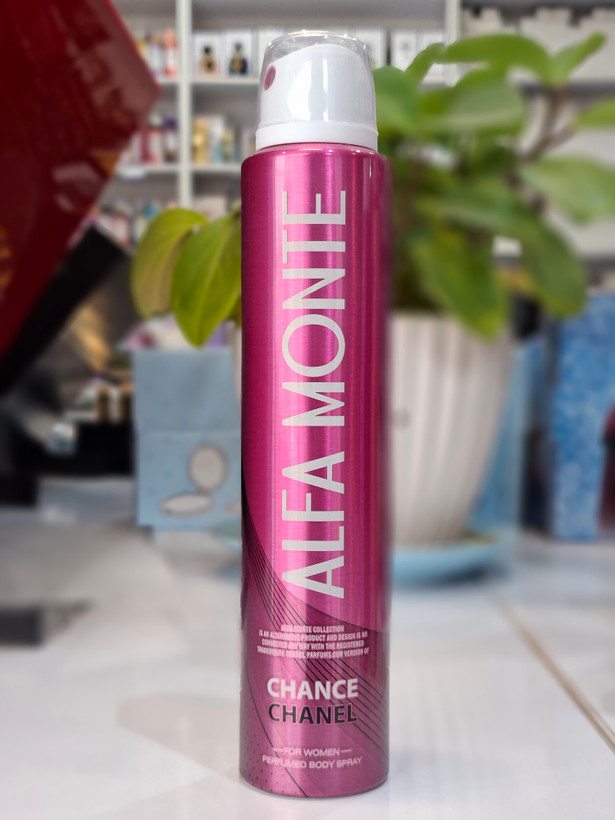 ALFA MONTE
ALFA MONTE COLLECTION
IS AN ALTERNATIVE PRODUCT AND DESIGN IS NO
CONNECTED ANY WAY WITH THE REGISTERED
TRADEMARK CHANEL PARFUMS.OUR VERSION OF
CHANCE
CHANEL
—FOR WOMEN—
PERFUMED BODY SPRAY